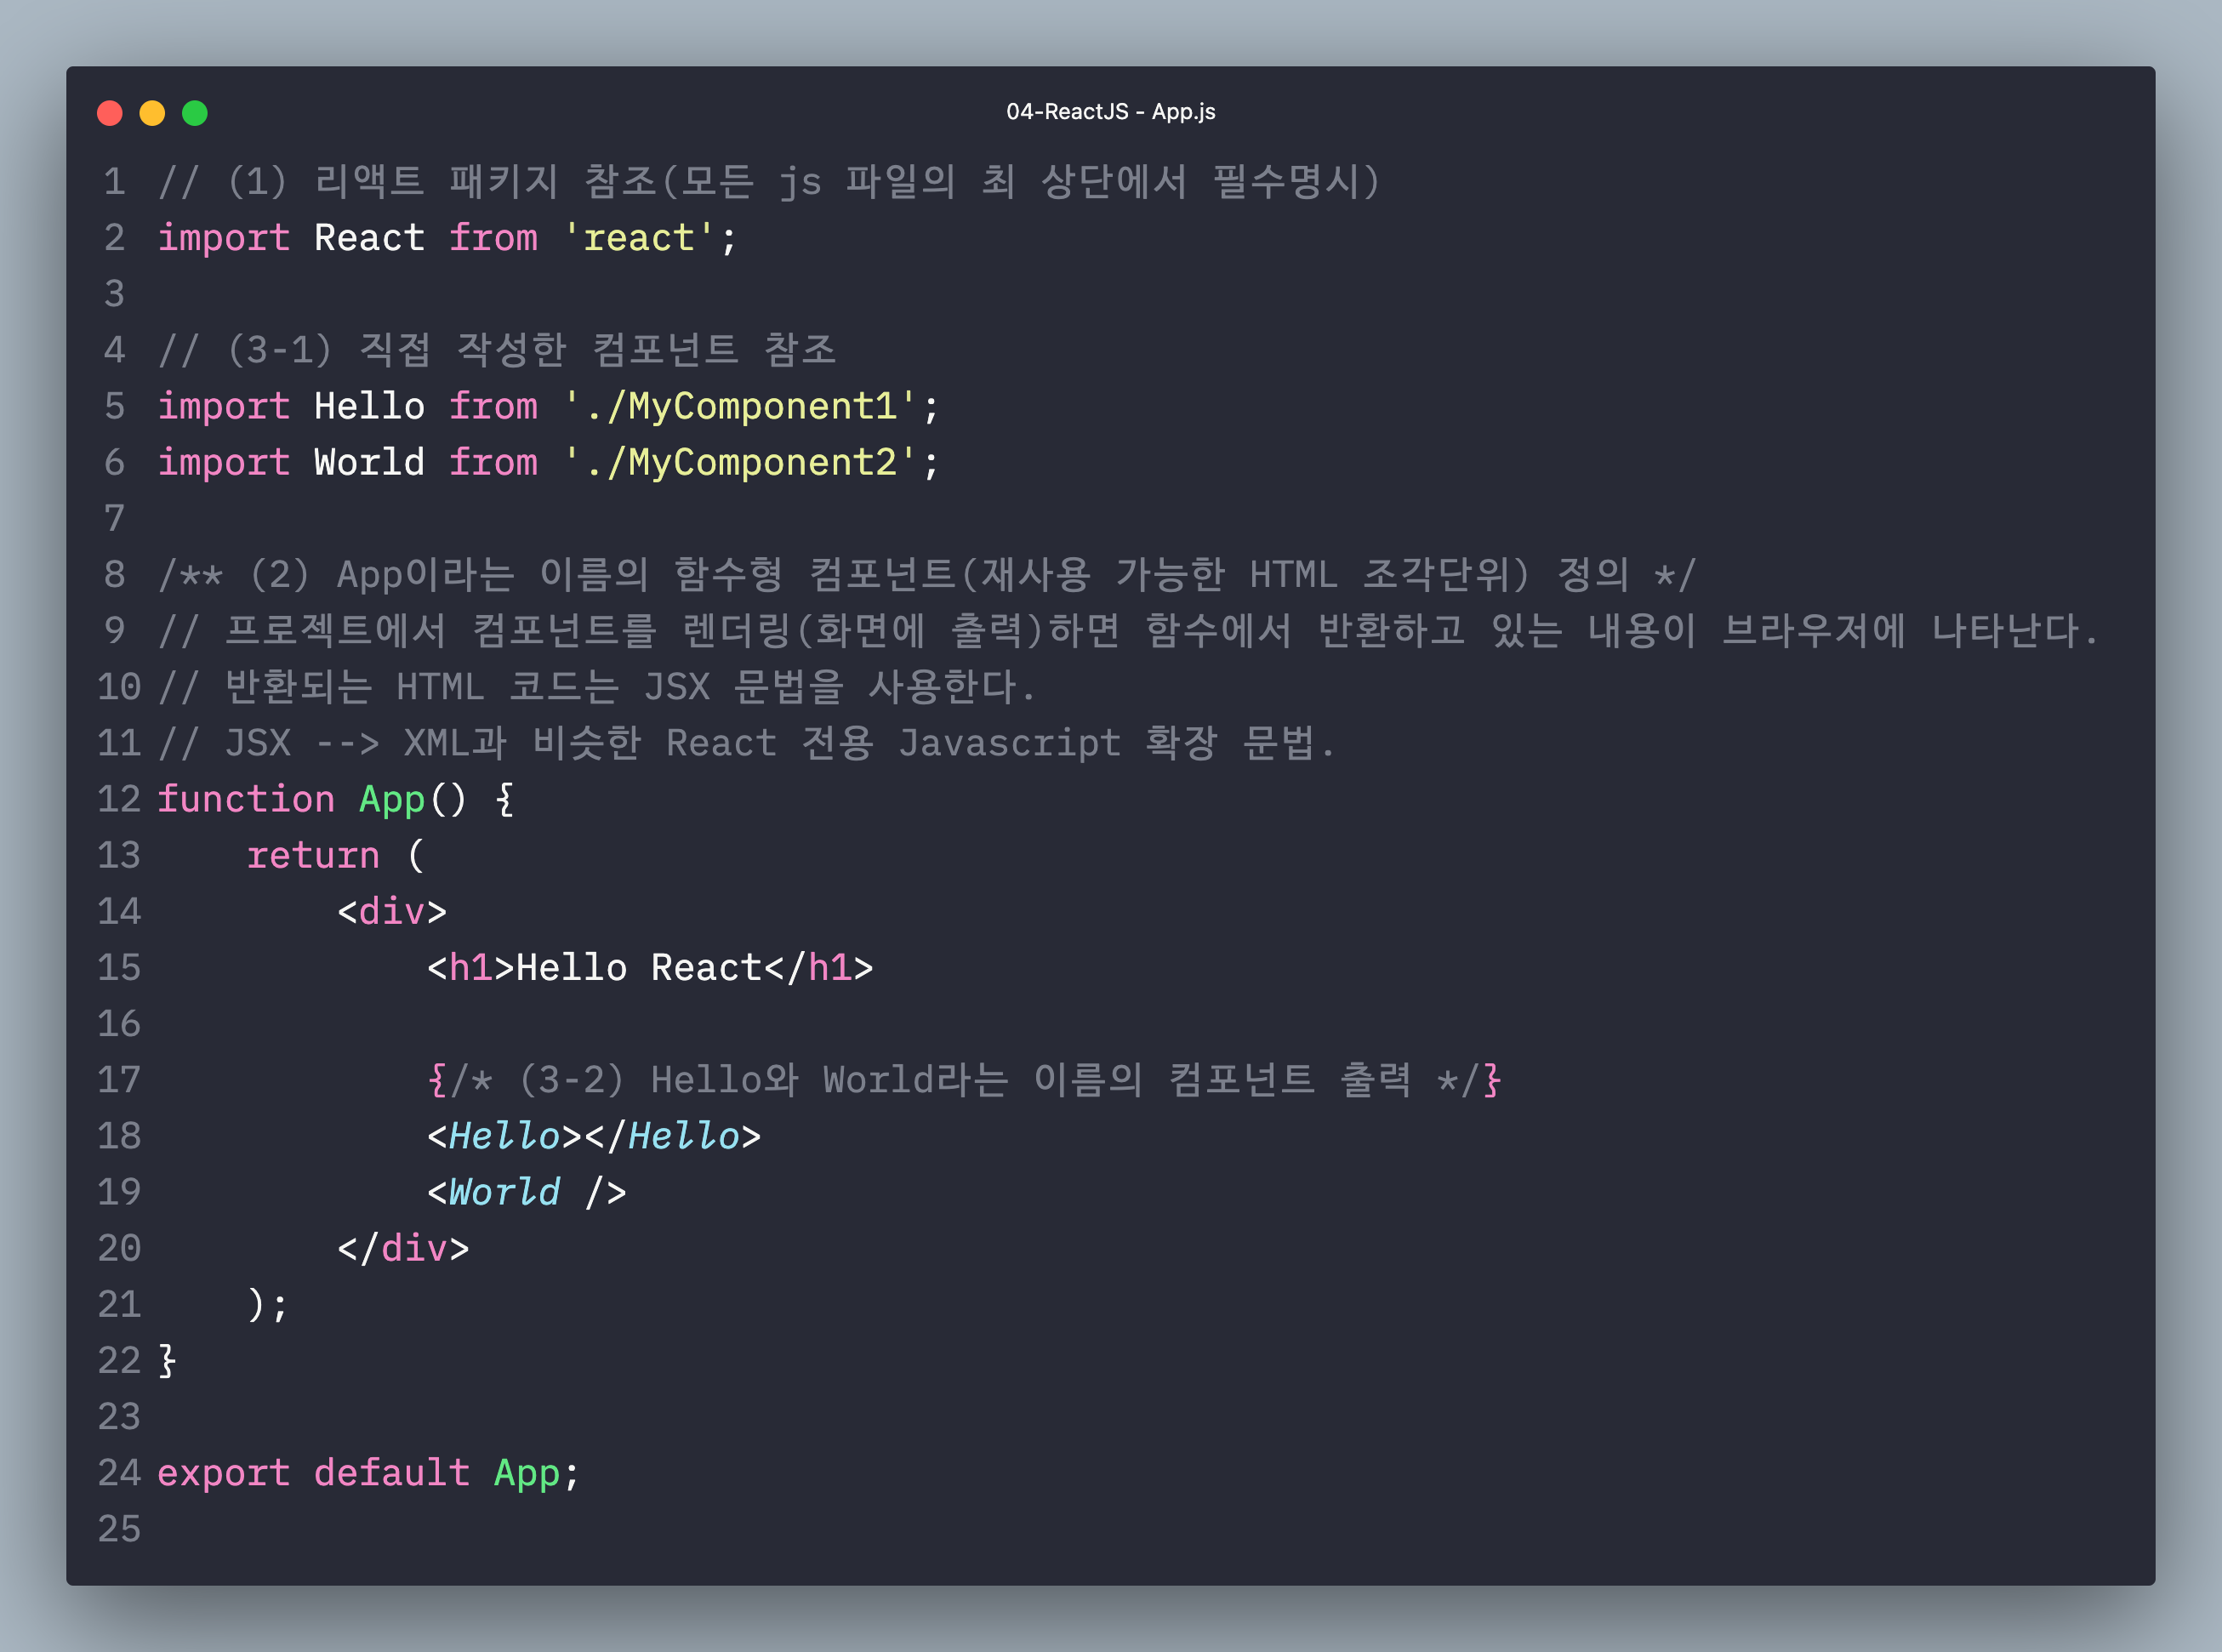 04-ReactJS - App.js
1 // (1) 리액트 패키지 참조(모든 js 파일의 최 상단에서 필수명시)
2 import React from 'react';
3
4 // (3-1) 직접 작성한 컴포넌트 참조
5 import Hello from './MyComponent1';
6 import World from './MyComponent2';
7
8 /** (2) App이라는 이름의 함수형 컴포넌트(재사용 가능한 HTML 조각단위) 정의 */
9 // 프로젝트에서 컴포넌트를 렌더링(화면에 출력)하면 함수에서 반환하고 있는 내용이 브라우저에 나타난다.
10 // 반환되는 HTML 코드는 JSX 문법을 사용한다.
11 // JSX --> XML과 비슷한 React 전용 Javascript 확장 문법.
12 function App() {
13     return (
14         <div>
15             <h1>Hello React</h1>
16
17             {/* (3-2) Hello와 World라는 이름의 컴포넌트 출력 */}
18             <Hello></Hello>
19             <World />
20         </div>
21     );
22 }
23
24 export default App;
25